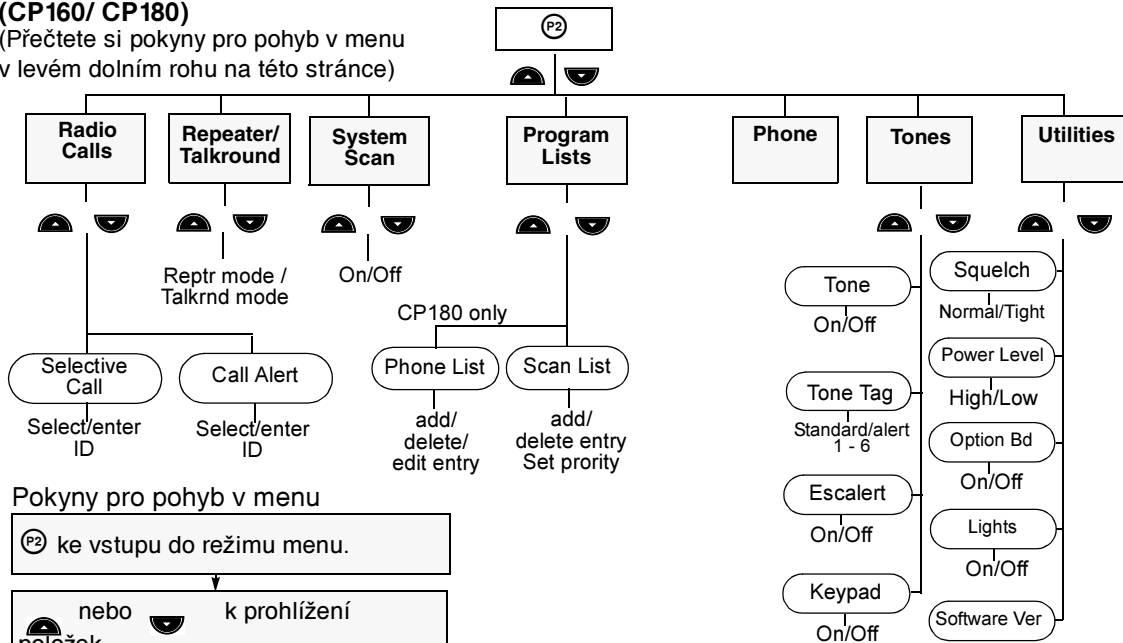 (CP160/ CP180)
(Přečtete si pokyny pro pohyb v menu
v levém dolním rohu na této stránce)
P2
Radio
Calls
Repeater/
Talkround
System
Scan
Program
Lists
Phone
Tones
Utilities
Reptr mode /
Talkrnd mode
On/Off
CP180 only
Selective
Call
Select/enter
ID
Call Alert
Select/enter
ID
Phone List
add/
delete/
edit entry
Scan List
add/
delete entry
Set prority
Tone
On/Off
Tone Tag
Standard/alert
1 - 6
Escalert
On/Off
Keypad
On/Off
Squelch
Normal/Tight
Power Level
High/Low
Option Bd
On/Off
Lights
On/Off
Software Ver
Pokyny pro pohyb v menu
P2 ke vstupu do režimu menu.
nebo k prohlížení
položek